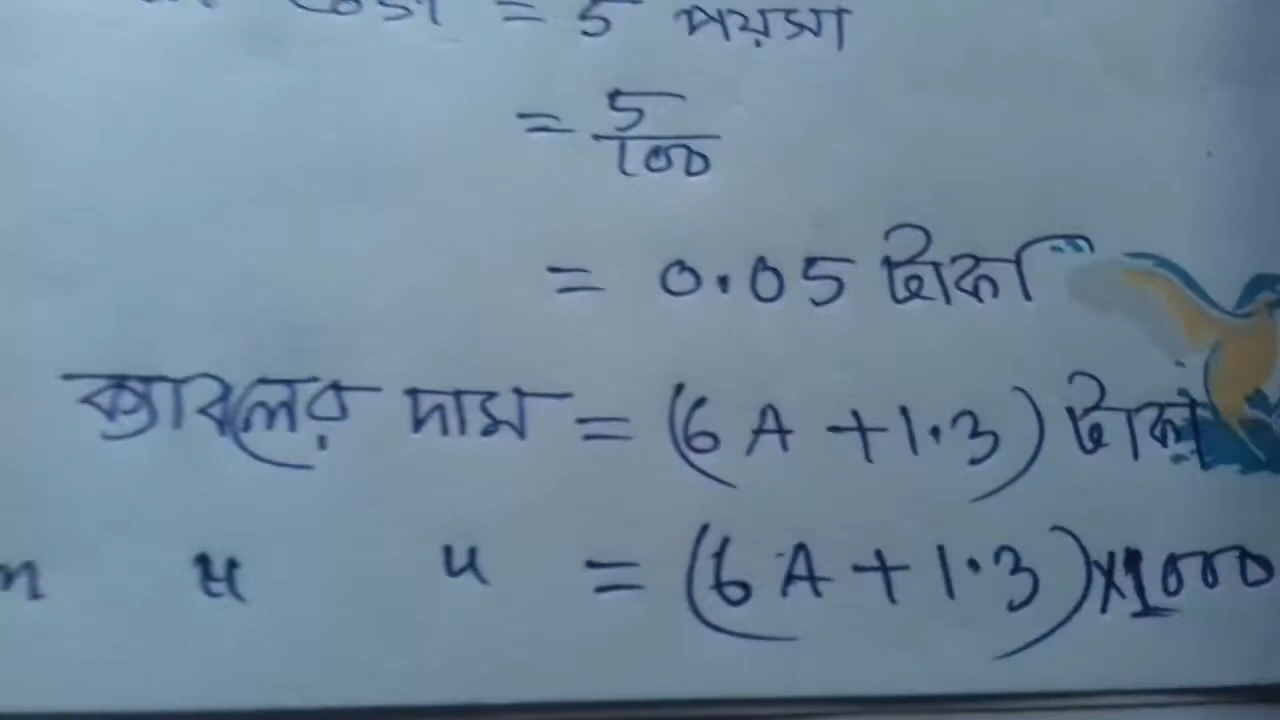 = 5 পয়সা
= 5/100
= 0.05 টাকা
ক্যাবলের দাম = (6A + 1.3) টাকা
" " = (6A + 1.3) × 1000